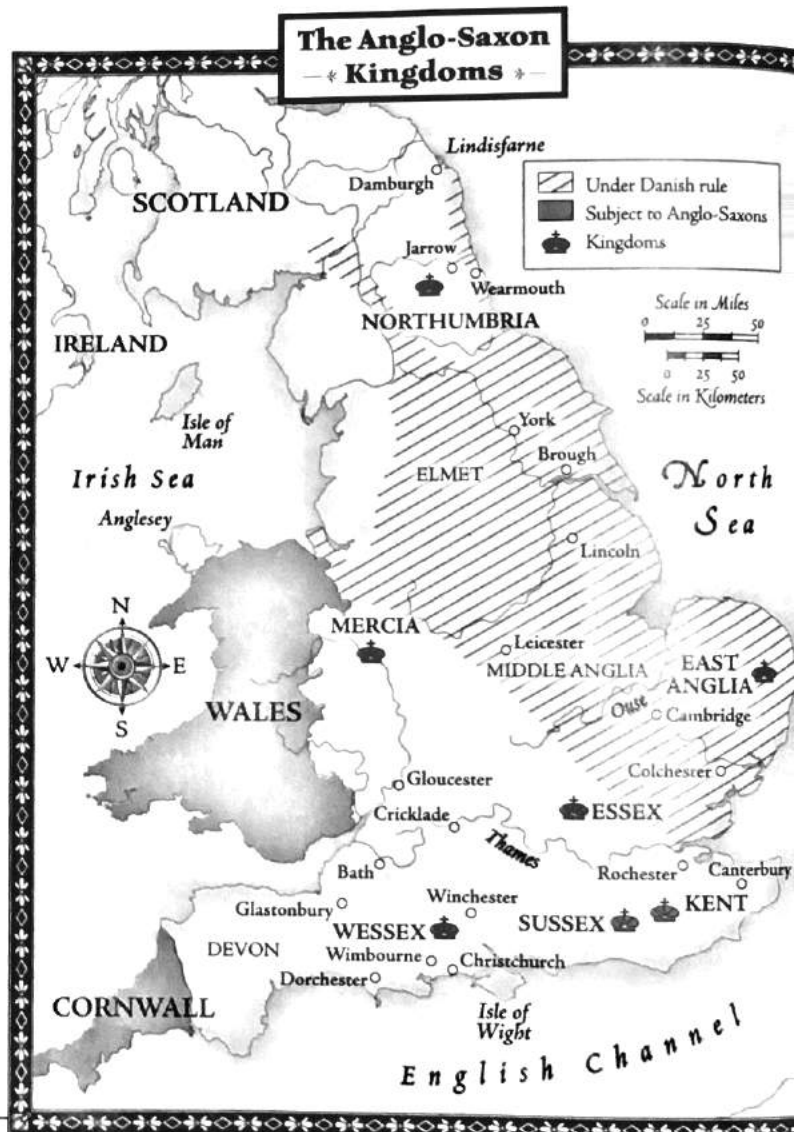 The Anglo-Saxon
Kingdoms
Lindisfarne
Damburgh
SCOTLAND
Under Danish rule
Subject to Anglo-Saxons
Kingdoms
Jarrow
Wearmouth
NORTHUMBRIA
Scale in Miles
0 25 50
0 25 50
Scale in Kilometers
IRELAND
Isle of
Man
York
Brough
ELMET
Irish Sea
North
Sea
Anglesey
Lincoln
N
W E
S
MERCIA
Leicester
MIDDLE ANGLIA
EAST
ANGLIA
Ouse
Cambridge
WALES
Colchester
Gloucester
ESSEX
Cricklade
Thames
Bath
Rochester
Canterbury
Glastonbury
Winchester
KENT
WESSEX
SUSSEX
DEVON
Wimbourne
Christchurch
Dorchester
CORNWALL
Isle of
Wight
English Channel